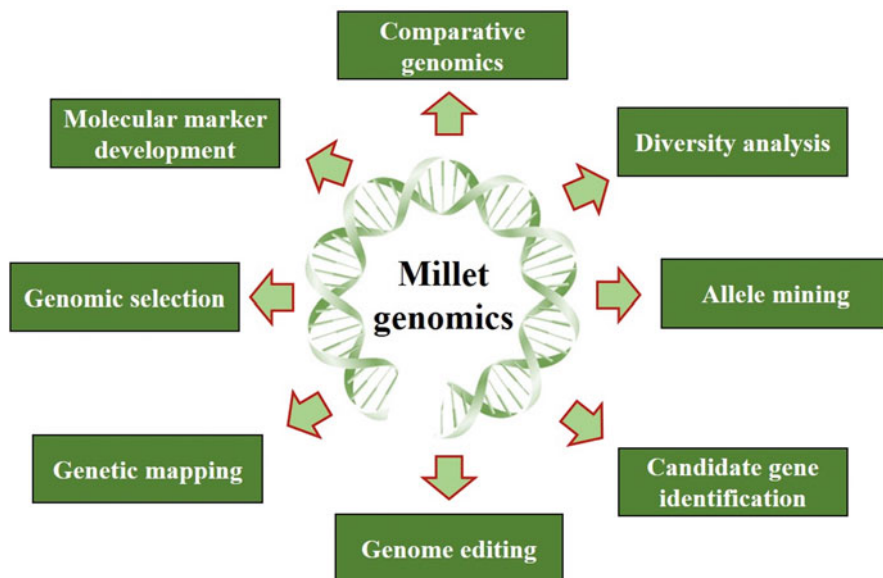 Comparative
genomics
Molecular marker
development
Diversity analysis
Millet
genomics
Genomic selection
Allele mining
Genetic mapping
Candidate gene
identification
Genome editing